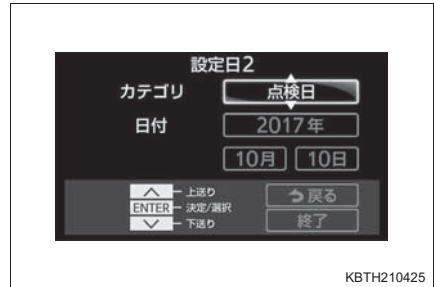 設定日2
カテゴリ 点検日
日付 2017年
10月 10日
上送り 戻る
ENTER 決定/選択
下送り 終了
KBTH210425